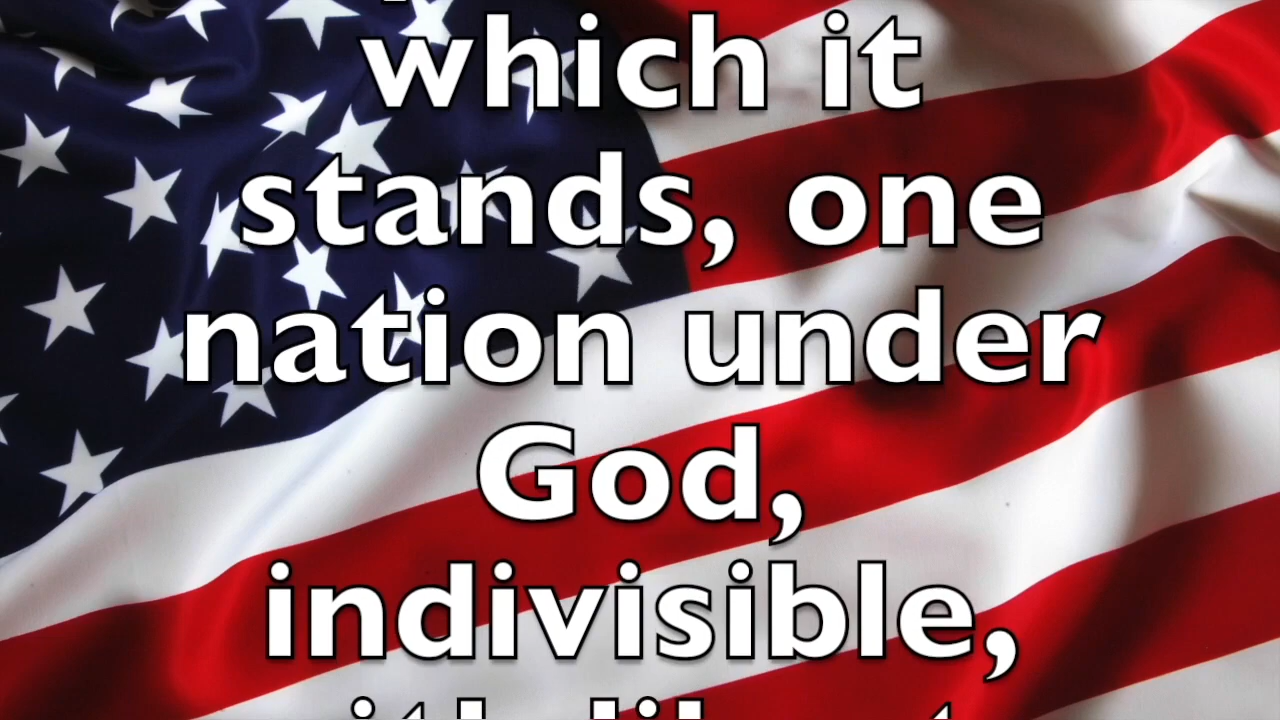 which it
stands, one
nation under
God,
indivisible,